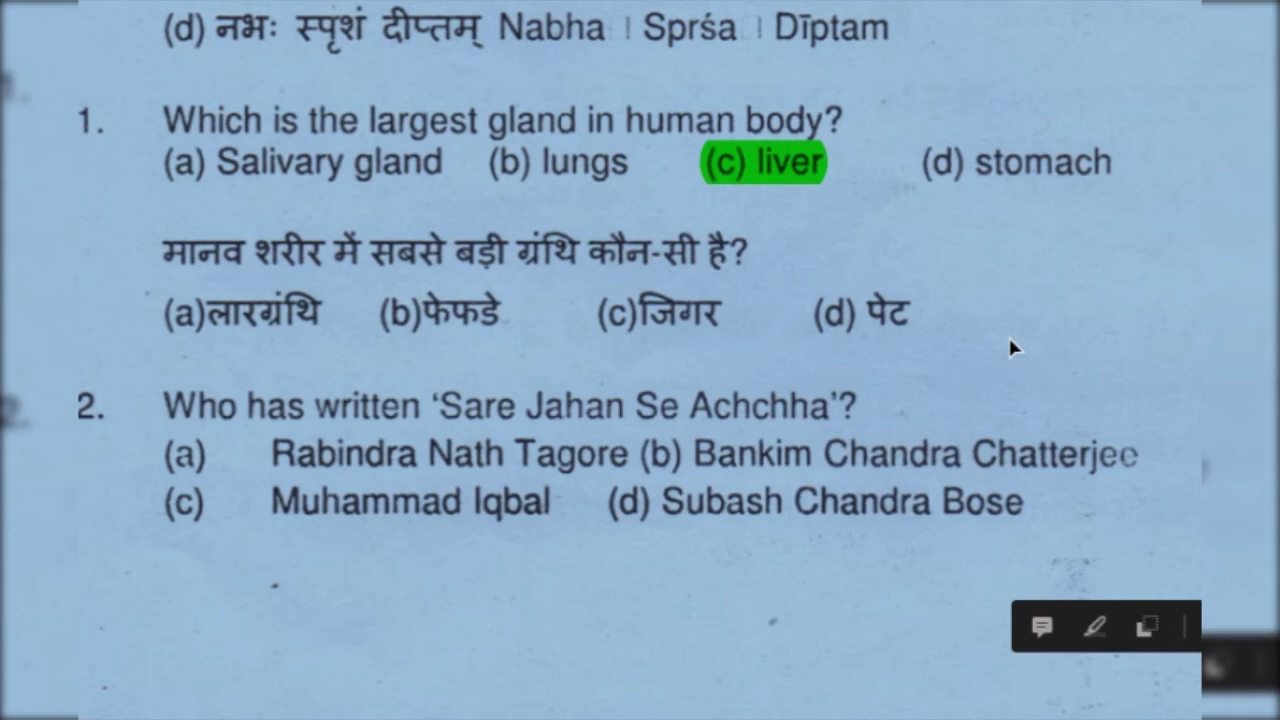 (d) नभः स्पृशं दीप्तम् Nabha । Sprśa । Dīptam
1. Which is the largest gland in human body?
(a) Salivary gland (b) lungs (c) liver (d) stomach
मानव शरीर में सबसे बड़ी ग्रंथि कौन-सी है?
(a)लारग्रंथि (b)फेफडे (c)जिगर (d) पेट
2. Who has written ‘Sare Jahan Se Achchha’?
(a) Rabindra Nath Tagore (b) Bankim Chandra Chatterjee
(c) Muhammad Iqbal (d) Subash Chandra Bose